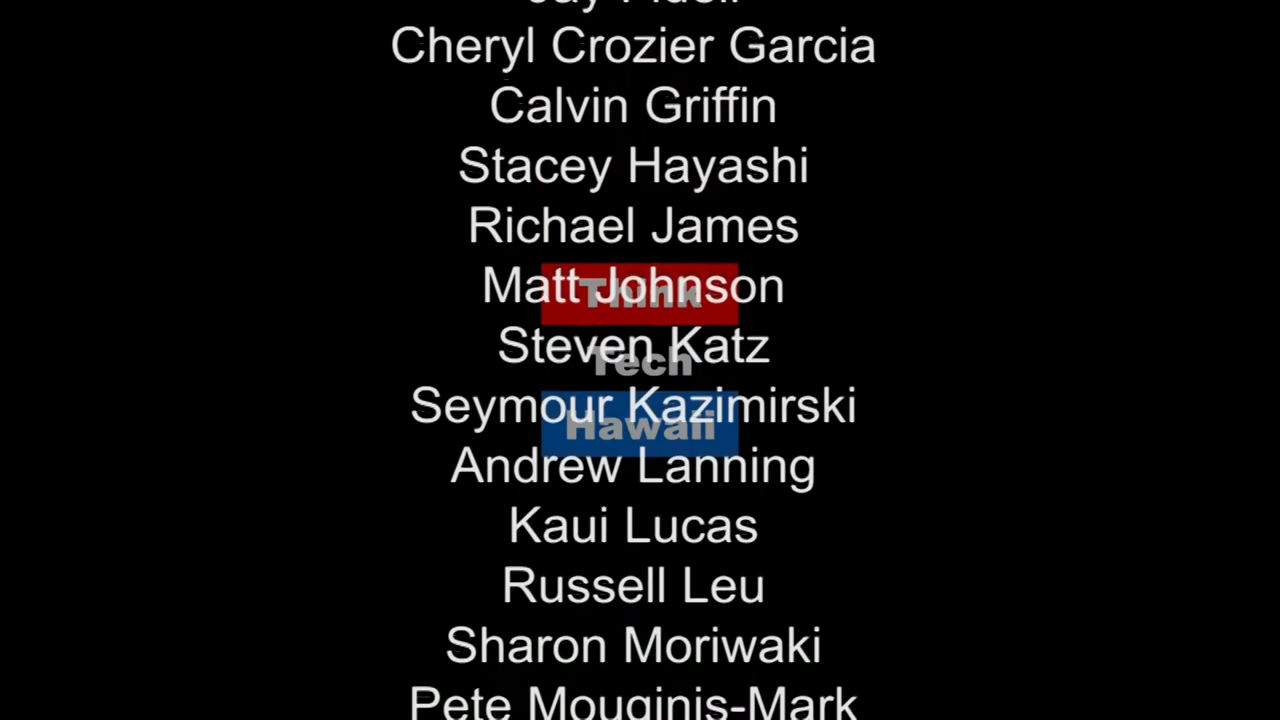 Cheryl Crozier Garcia
Calvin Griffin
Stacey Hayashi
Richael James
Matt Johnson
Think
Steven Katz
Tech
Seymour Kazimirski
Hawaii
Andrew Lanning
Kaui Lucas
Russell Leu
Sharon Moriwaki
Pete Mouginis-Mark